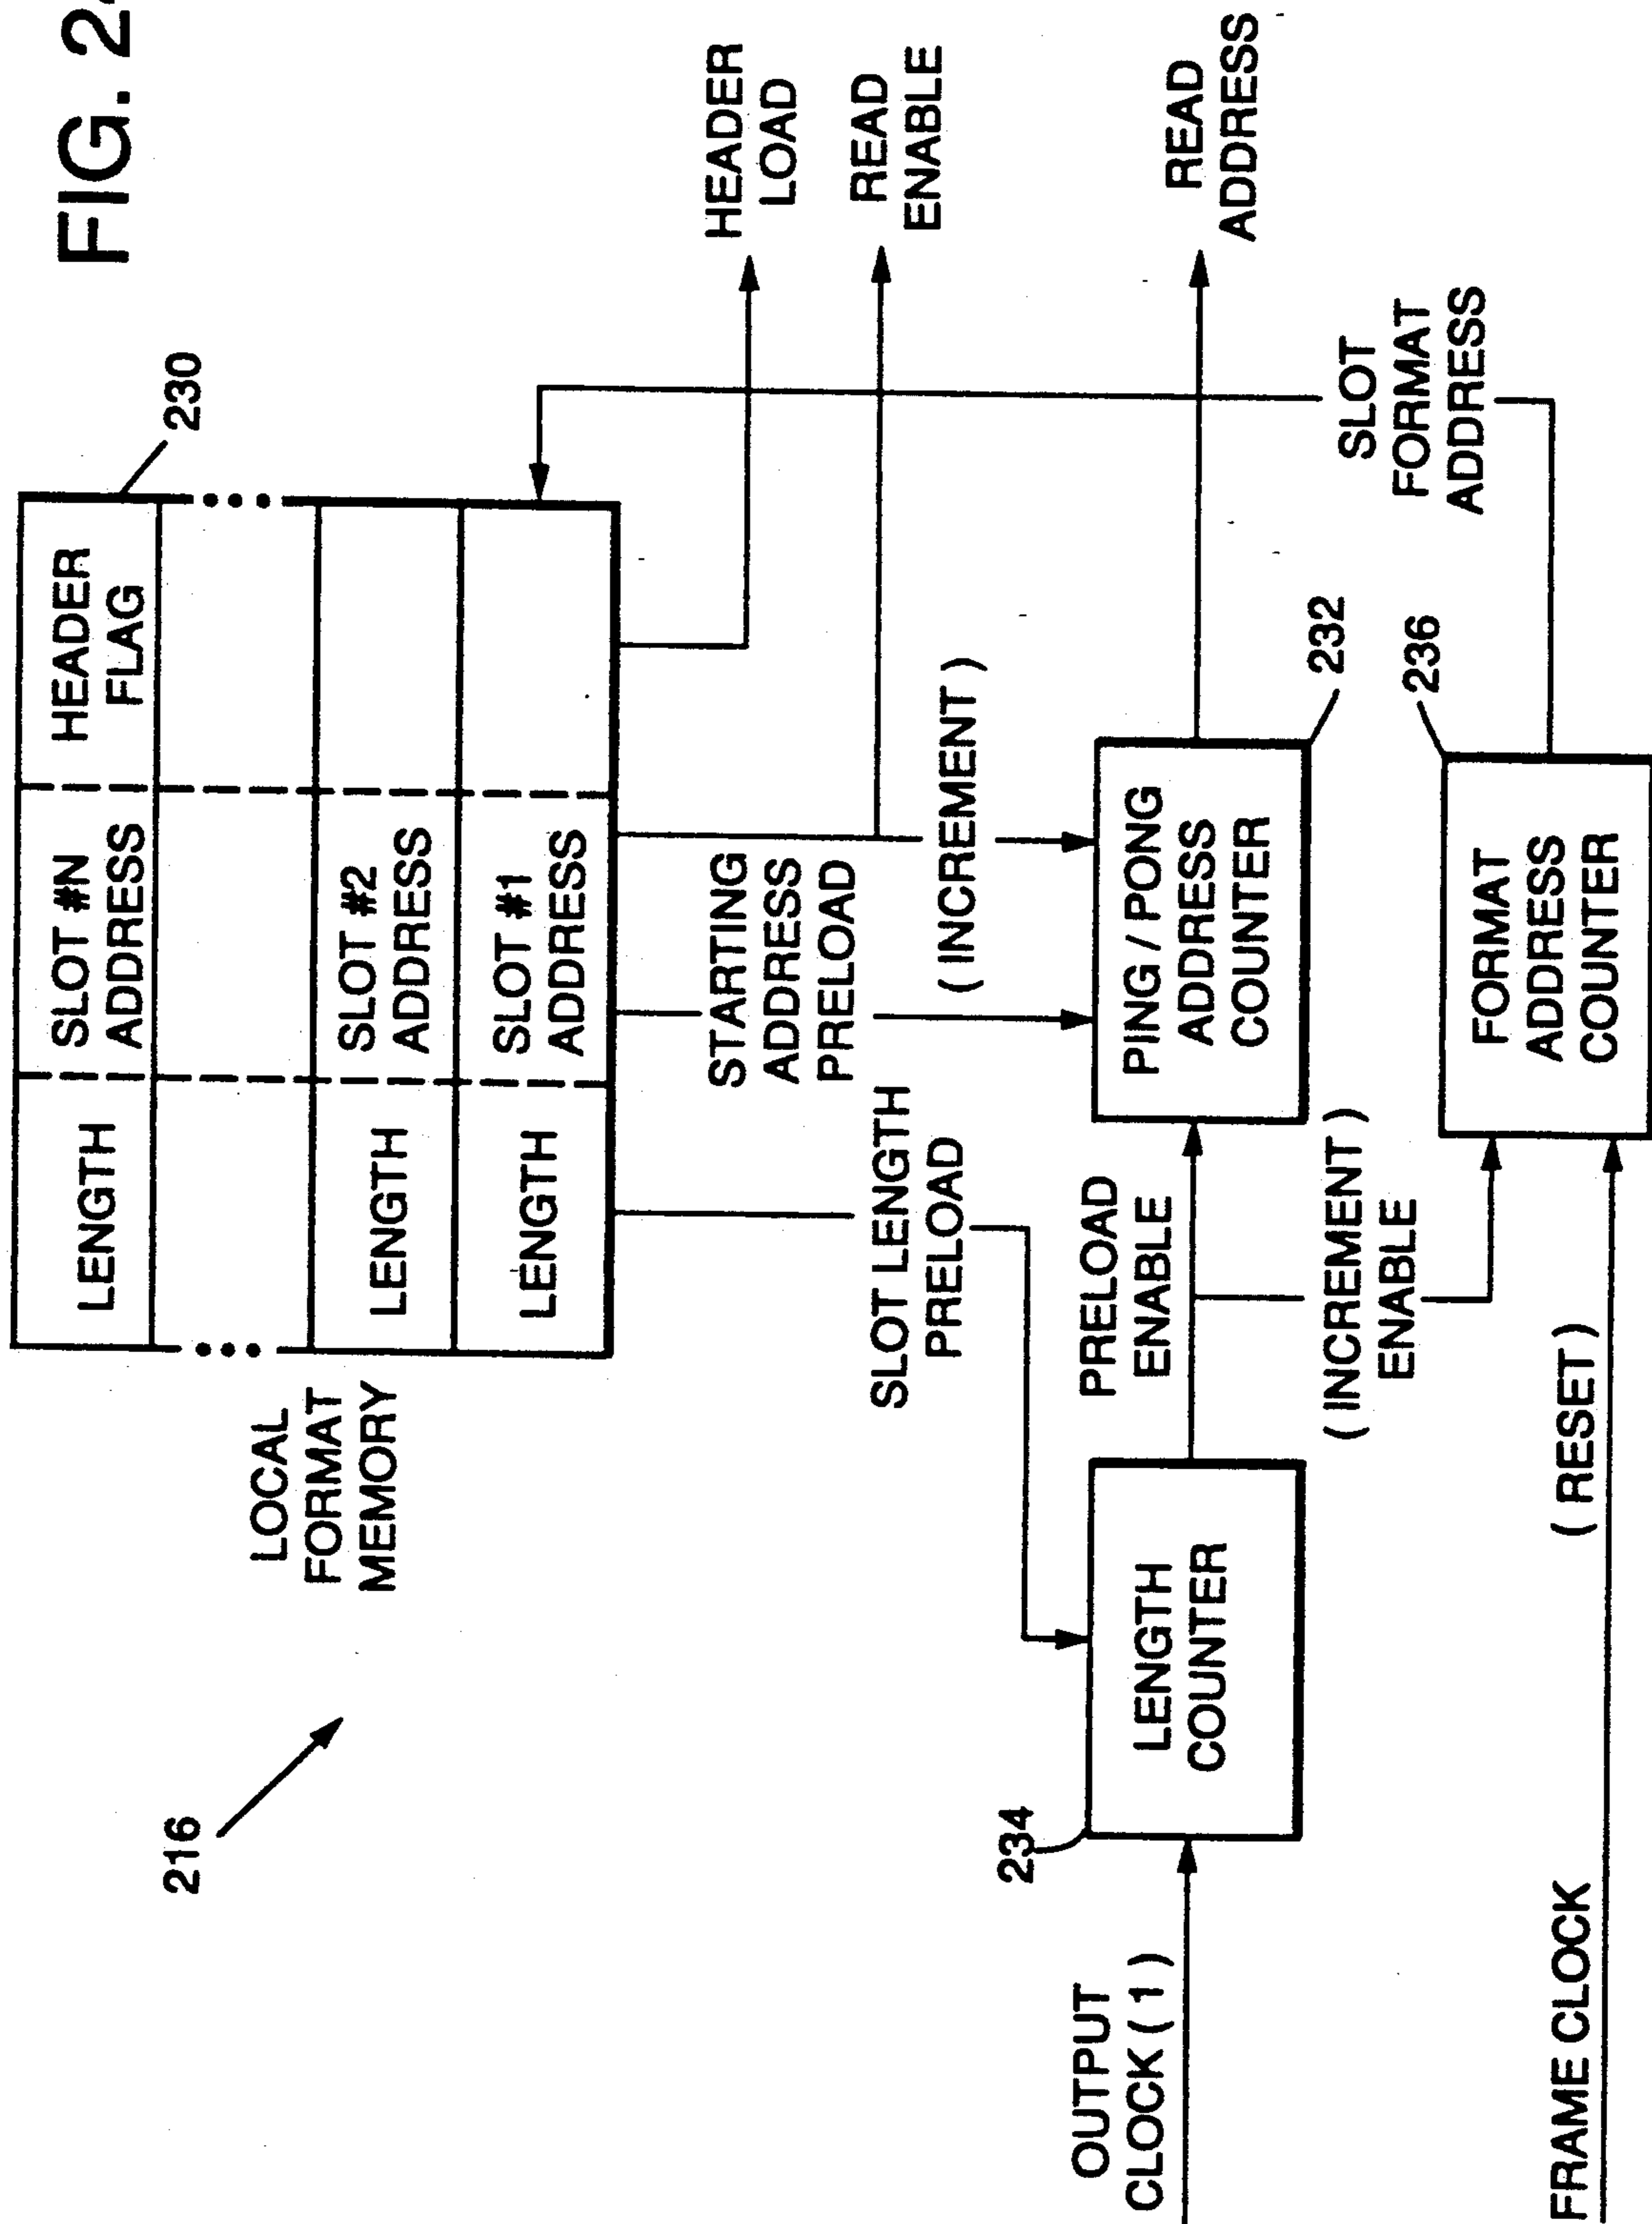 FIG. 2
216
LOCAL
FORMAT
MEMORY
230
LENGTH
SLOT #N
ADDRESS
HEADER
FLAG
LENGTH
SLOT #2
ADDRESS
LENGTH
SLOT #1
ADDRESS
HEADER
LOAD
READ
ENABLE
SLOT LENGTH
PRELOAD
STARTING
ADDRESS
PRELOAD
( INCREMENT )
234
OUTPUT
CLOCK ( 1 )
LENGTH
COUNTER
PRELOAD
ENABLE
PING / PONG
ADDRESS
COUNTER
232
READ
ADDRESS
( INCREMENT )
ENABLE
236
SLOT
FORMAT
ADDRESS
FRAME CLOCK
( RESET )
FORMAT
ADDRESS
COUNTER